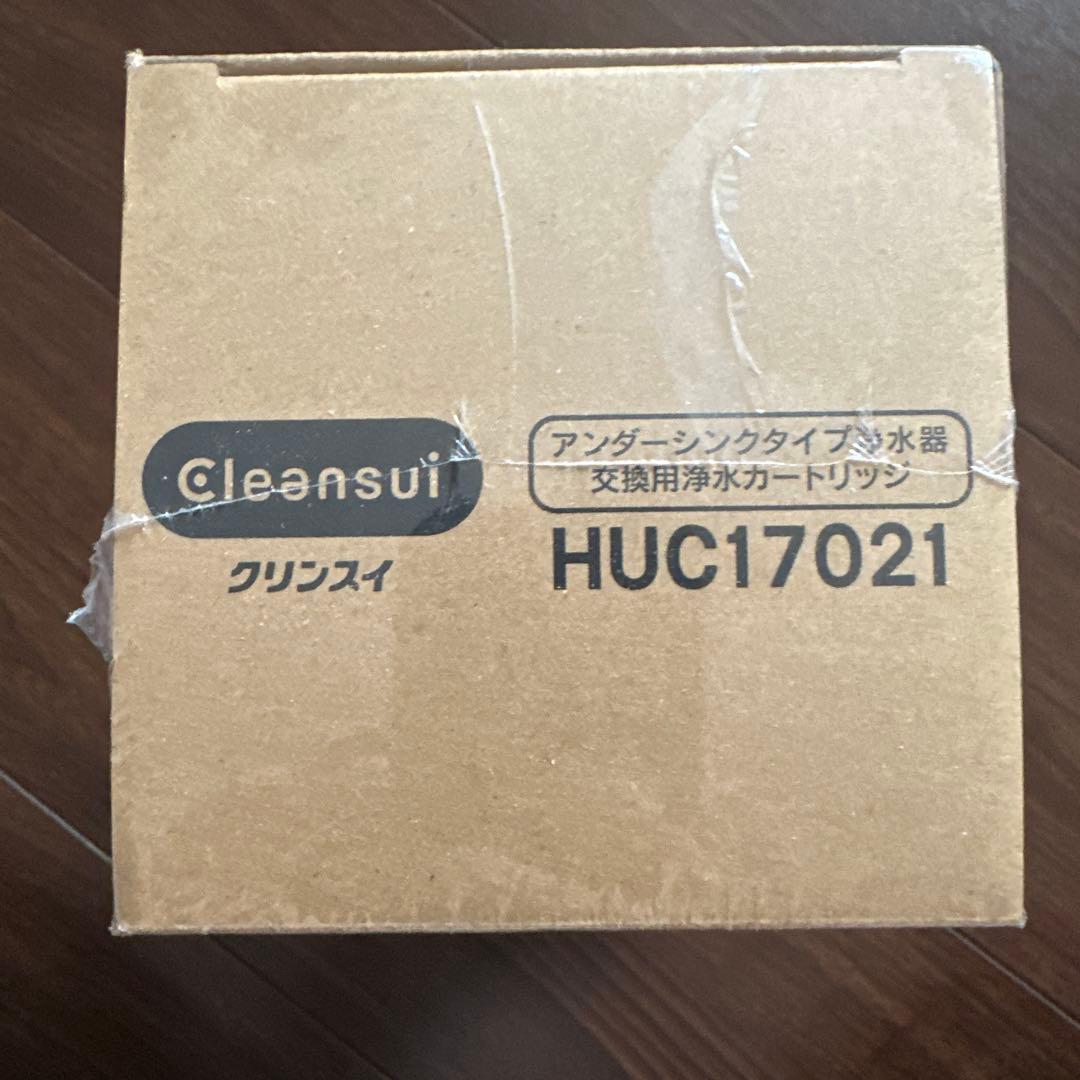 Cleansui
クリンスイ
アンダーシンクタイプ浄水器
交換用浄水カートリッジ
HUC17021